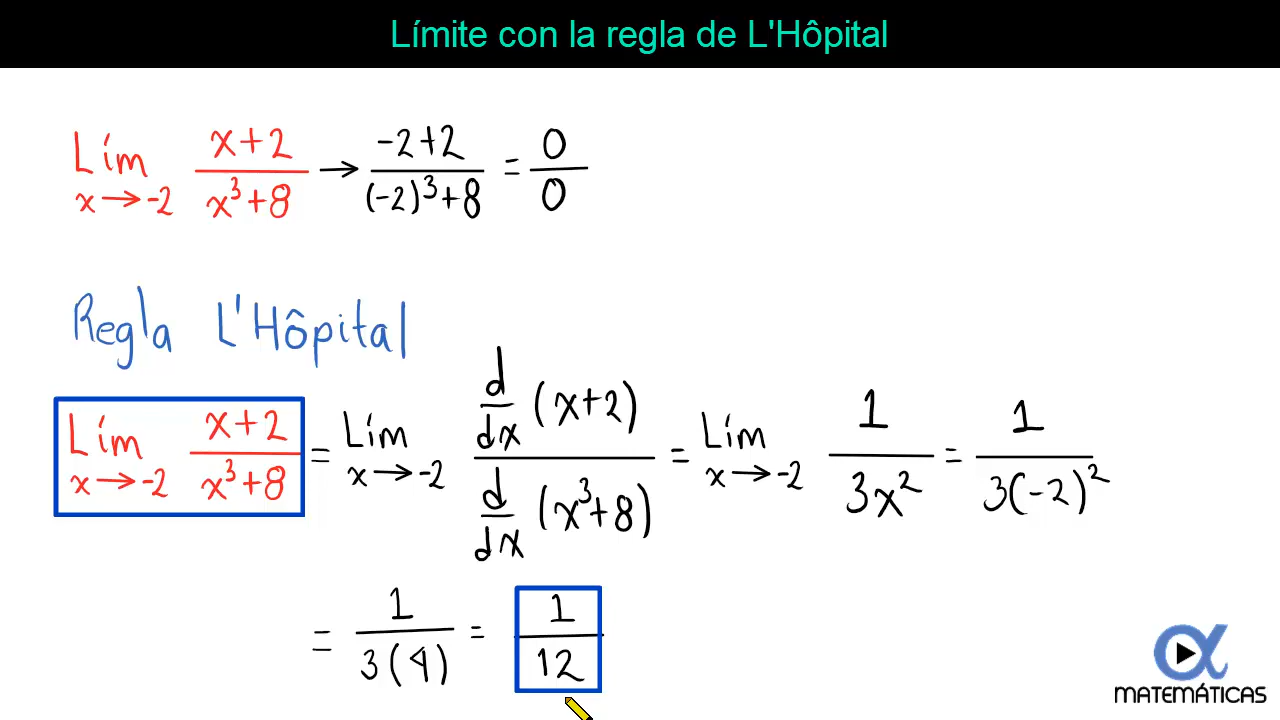 Límite con la regla de L'Hôpital
Lím x→-2 (x+2)/(x³+8) → (-2+2)/((-2)³+8) = 0/0
Regla L'Hôpital
Lím x→-2 (x+2)/(x³+8) = Lím x→-2 (d/dx (x+2))/(d/dx (x³+8)) = Lím x→-2 1/(3x²) = 1/(3(-2)²)
= 1/(3(4)) = 1/12
MATEMÁTICAS